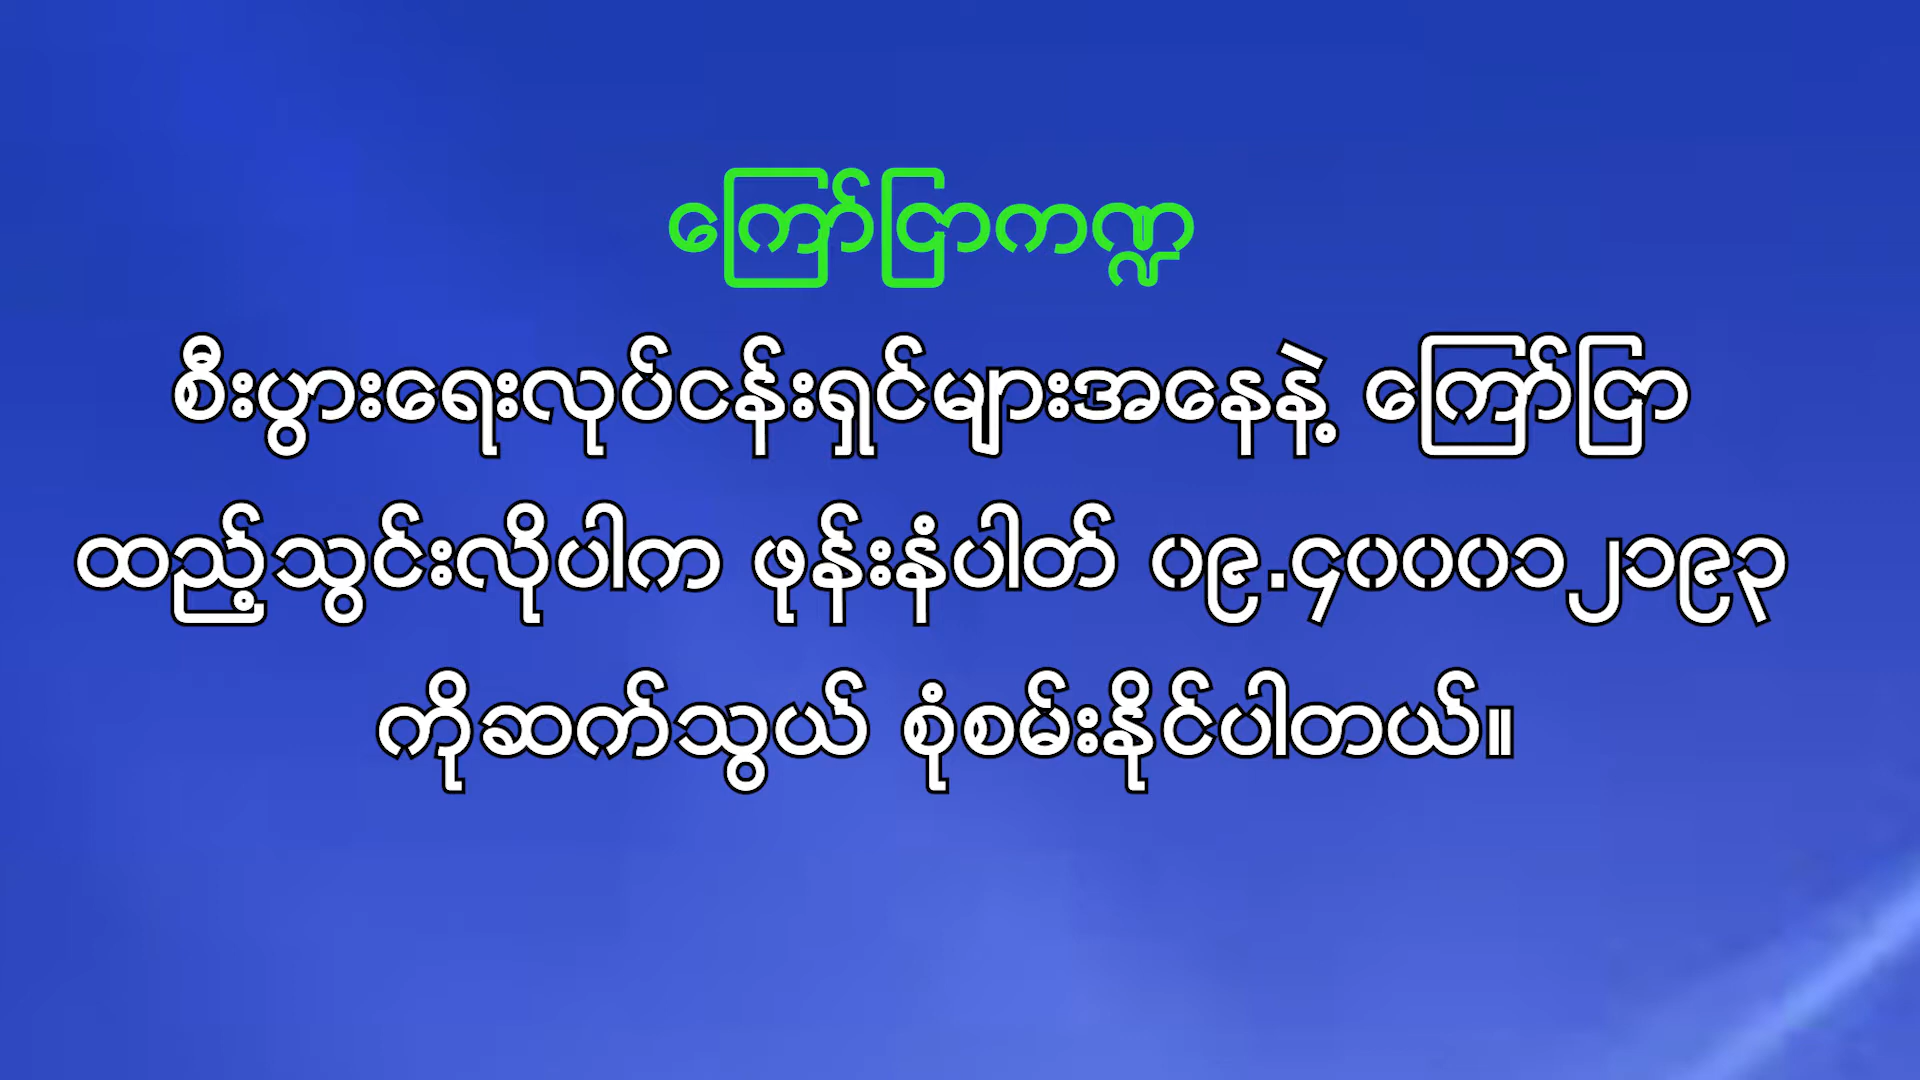 ကြော်ငြာကဏ္ဍ
စီးပွားရေးလုပ်ငန်းရှင်များအနေနဲ့ ကြော်ငြာ
ထည့်သွင်းလိုပါက ဖုန်းနံပါတ် ၀၉.၄၀၀၀၁၂၁၉၃
ကိုဆက်သွယ် စုံစမ်းနိုင်ပါတယ်။